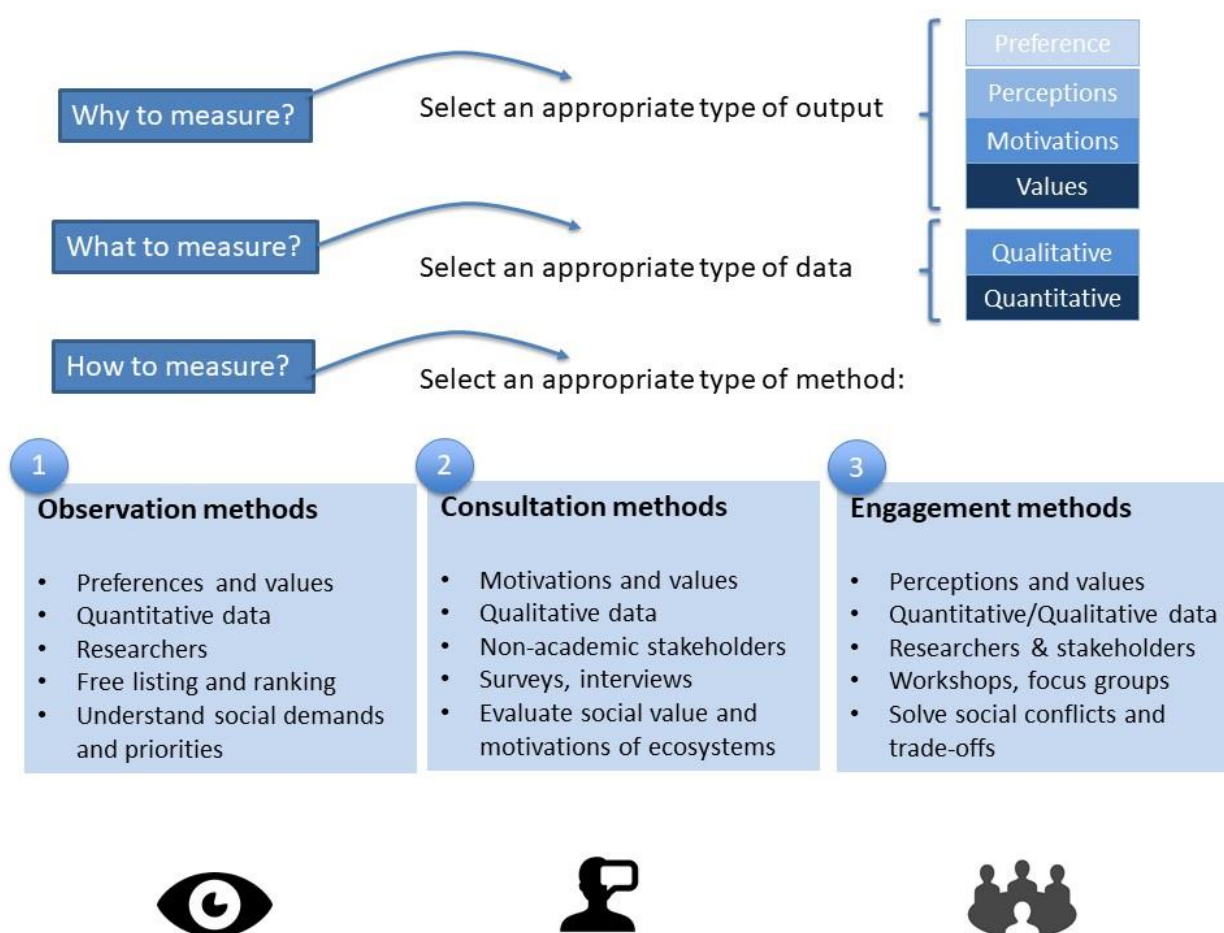 Why to measure?
Select an appropriate type of output
Preference
Perceptions
Motivations
Values
What to measure?
Select an appropriate type of data
Qualitative
Quantitative
How to measure?
Select an appropriate type of method:
1
Observation methods
• Preferences and values
• Quantitative data
• Researchers
• Free listing and ranking
• Understand social demands
and priorities
2
Consultation methods
• Motivations and values
• Qualitative data
• Non-academic stakeholders
• Surveys, interviews
• Evaluate social value and
motivations of ecosystems
3
Engagement methods
• Perceptions and values
• Quantitative/Qualitative data
• Researchers & stakeholders
• Workshops, focus groups
• Solve social conflicts and
trade-offs